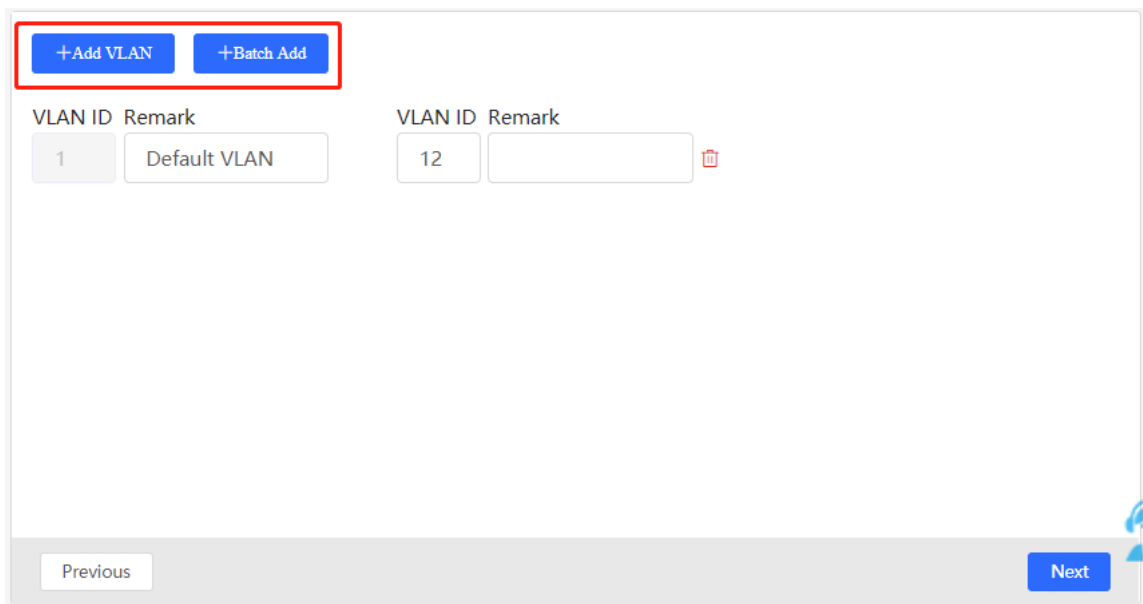 +Add VLAN +Batch Add
VLAN ID Remark VLAN ID Remark
1 Default VLAN 12
Previous Next